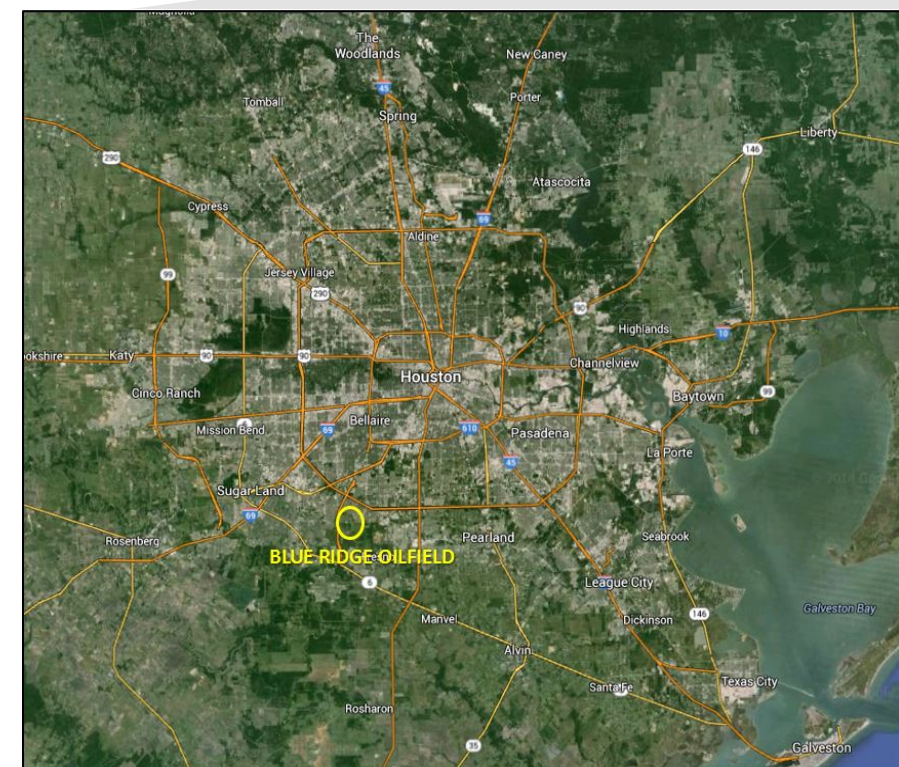 The
Woodlands
New Caney
45
Tomball
Porter
Spring
Liberty
146
290
Atascocita
Cypress
69
Aldine
99
Jersey Village
290
90
Highlands
10
Katy
90
90
Channelview
Houston
Cinco Ranch
Baytown
99
Bellaire
Mission Bend
69
610
Pasadena
45
La Porte
Sugar Land
69
Rosenberg
Pearland
Seabrook
BLUE RIDGE OILFIELD
6
League City
Manvel
Dickinson
146
Galveston Bay
Alvin
Santa Fe
Texas City
Rosharon
35
Galveston